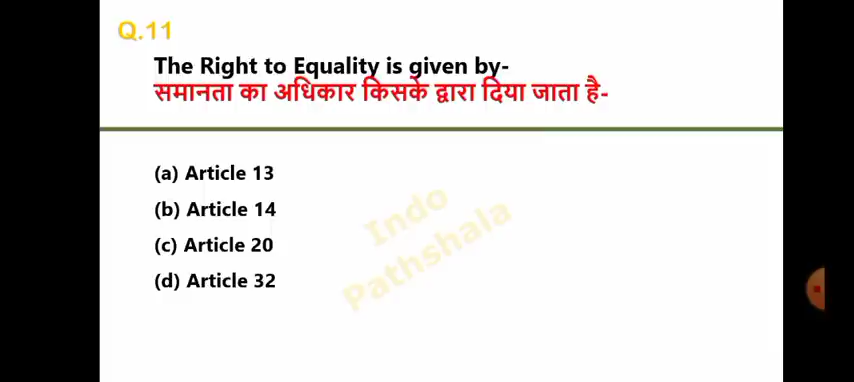 Q.11
The Right to Equality is given by-
समानता का अधिकार किसके द्वारा दिया जाता है-
(a) Article 13
(b) Article 14
(c) Article 20
(d) Article 32
Indo
Pathshala